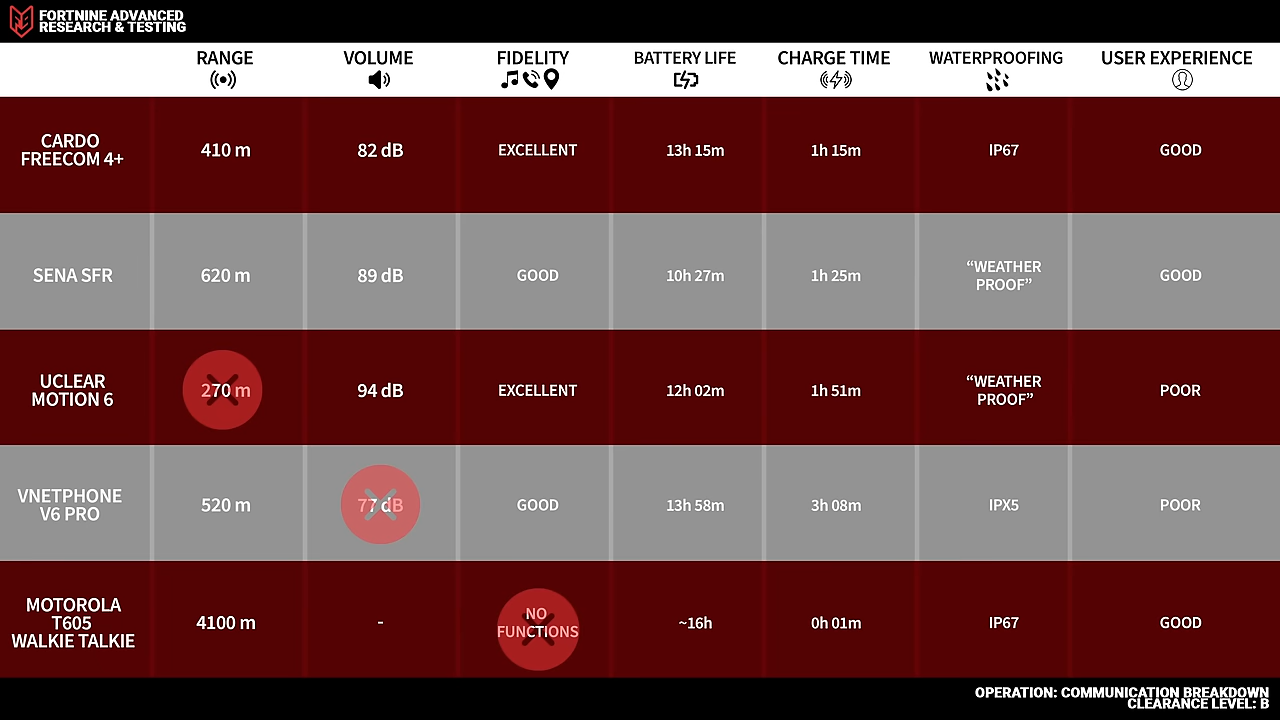 FORTNINE ADVANCED
RESEARCH & TESTING
RANGE VOLUME FIDELITY BATTERY LIFE CHARGE TIME WATERPROOFING USER EXPERIENCE
CARDO
FREECOM 4+
410 m 82 dB EXCELLENT 13h 15m 1h 15m IP67 GOOD
SENA SFR 620 m 89 dB GOOD 10h 27m 1h 25m “WEATHER
PROOF” GOOD
UCLEAR
MOTION 6
270 m 94 dB EXCELLENT 12h 02m 1h 51m “WEATHER
PROOF” POOR
VNETPHONE
V6 PRO
520 m 77 dB GOOD 13h 58m 3h 08m IPX5 POOR
MOTOROLA
T605
WALKIE TALKIE
4100 m - NO
FUNCTIONS ~16h 0h 01m IP67 GOOD
OPERATION: COMMUNICATION BREAKDOWN
CLEARANCE LEVEL: B